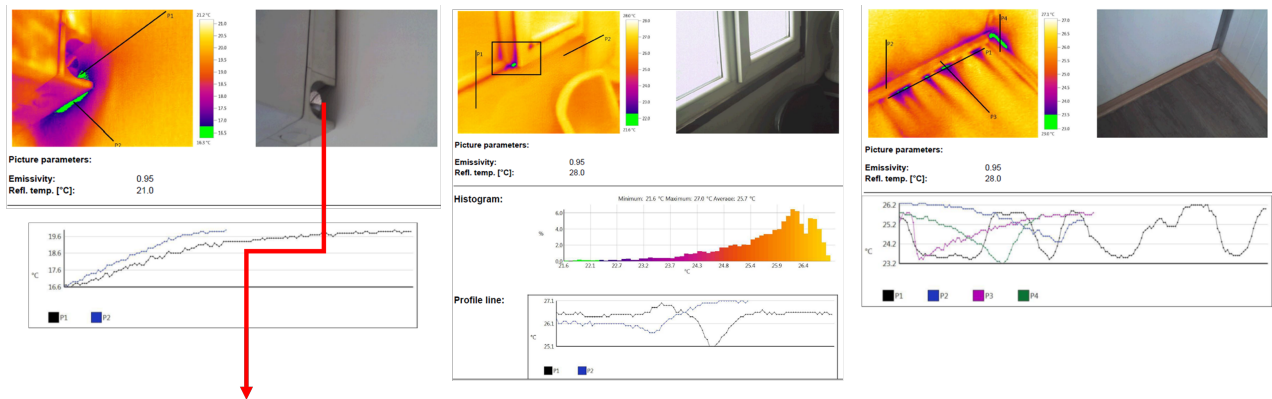 21.2 °C
21.0
20.5
20.0
19.5
19.0
18.5
18.0
17.5
17.0
16.5
16.3 °C
P1
P2
Picture parameters:
Emissivity: 0.95
Refl. temp. [°C]: 21.0
19.6
18.6
17.6
16.6
°C
P1 P2
28.0
26.0
25.0
24.0
23.0
22.0
21.6 °C
P1
P2
Picture parameters:
Emissivity: 0.95
Refl. temp. [°C]: 28.0
Histogram:
Minimum: 21.6 °C Maximum: 27.0 °C Average: 25.7 °C
6.0
4.0
2.0
0.0
%
21.6 22.1 22.7 23.2 23.7 24.3 24.8 25.4 25.9 26.4
°C
Profile line:
27.1
26.1
25.1
°C
P1 P2
27.0
26.0
25.0
24.0
23.0
P4
P2
P1
P3
Picture parameters:
Emissivity: 0.95
Refl. temp. [°C]: 28.0
26.2
25.2
24.2
23.2
°C
P1 P2 P3 P4